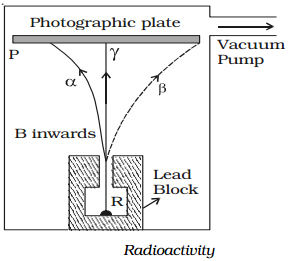 Photographic plate
P
γ
Vacuum
Pump
α
β
B inwards
Lead
Block
R
Radioactivity